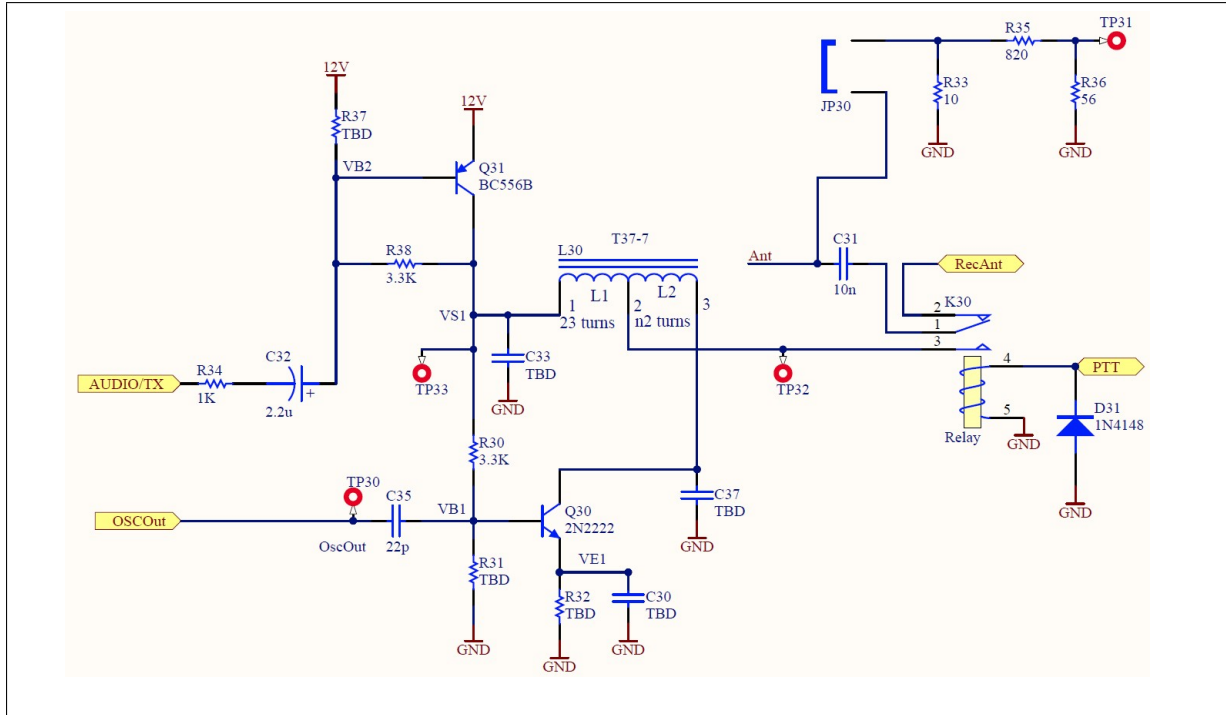 12V
R37
TBD
VB2
12V
Q31
BC556B
R38
3.3K
VS1
TP33
C32
2.2u
+
R34
1K
AUDIO/TX
L30
T37-7
L1
L2
1
2
3
23 turns
n2 turns
C33
TBD
GND
JP30
R35
820
TP31
R33
10
GND
R36
56
GND
Ant
C31
10n
RecAnt
K30
2
1
3
TP32
4
5
Relay
GND
PTT
D31
1N4148
GND
R30
3.3K
VB1
TP30
C35
22p
OSCOut
OscOut
Q30
2N2222
VE1
C37
TBD
GND
R31
TBD
GND
R32
TBD
GND
C30
TBD
GND